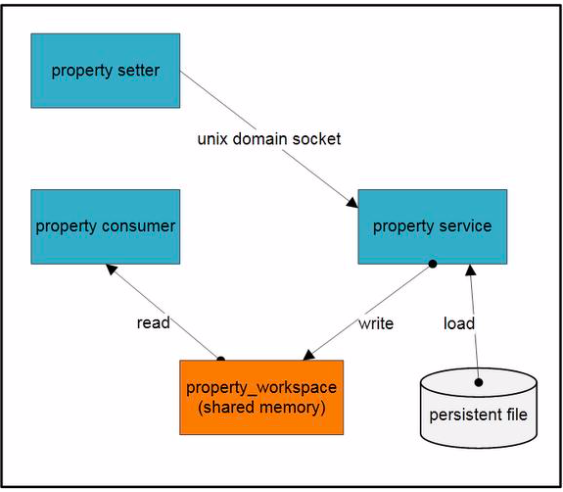 property setter
unix domain socket
property consumer
property service
read
write
load
property_workspace
(shared memory)
persistent file